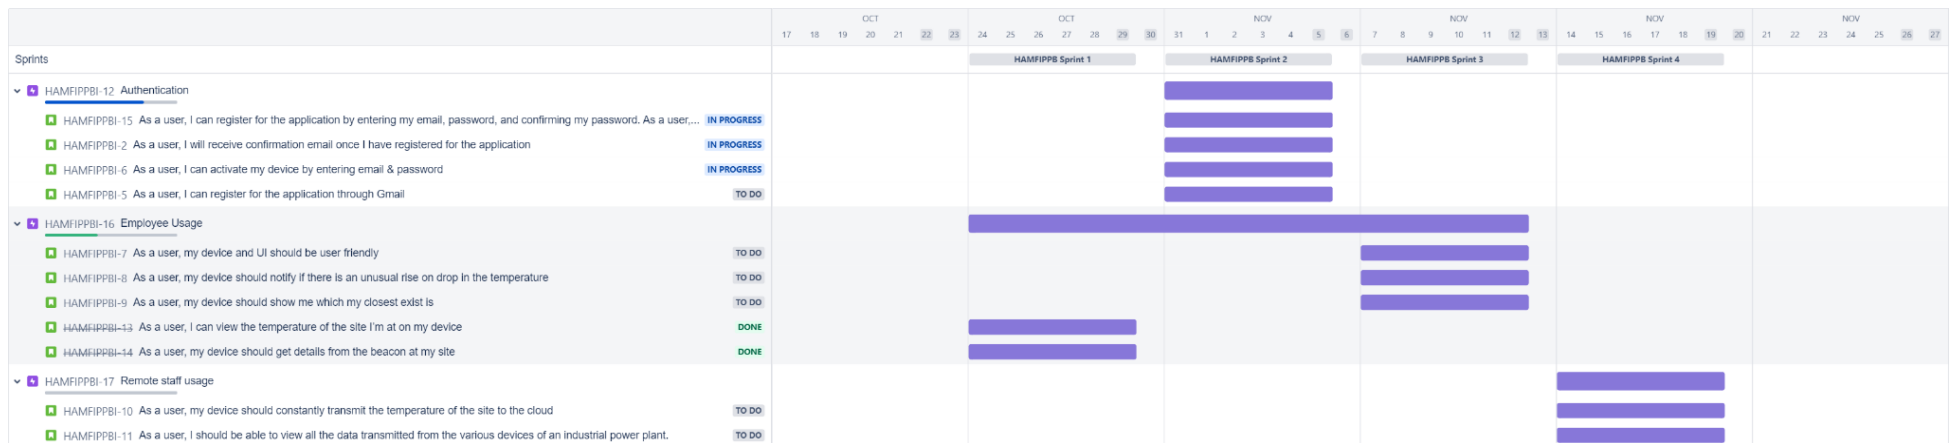 OCT OCT NOV NOV NOV NOV
17 18 19 20 21 22 23 24 25 26 27 28 29 30 31 1 2 3 4 5 6 7 8 9 10 11 12 13 14 15 16 17 18 19 20 21 22 23 24 25 26 27
Sprints HAMFIPPB Sprint 1 HAMFIPPB Sprint 2 HAMFIPPB Sprint 3 HAMFIPPB Sprint 4
HAMFIPPBI-12 Authentication
HAMFIPPBI-15 As a user, I can register for the application by entering my email, password, and confirming my password. As a user,... IN PROGRESS
HAMFIPPBI-2 As a user, I will receive confirmation email once I have registered for the application IN PROGRESS
HAMFIPPBI-6 As a user, I can activate my device by entering email & password IN PROGRESS
HAMFIPPBI-5 As a user, I can register for the application through Gmail TO DO
HAMFIPPBI-16 Employee Usage
HAMFIPPBI-7 As a user, my device and UI should be user friendly TO DO
HAMFIPPBI-8 As a user, my device should notify if there is an unusual rise on drop in the temperature TO DO
HAMFIPPBI-9 As a user, my device should show me which my closest exist is TO DO
HAMFIPPBI-13 As a user, I can view the temperature of the site I'm at on my device DONE
HAMFIPPBI-14 As a user, my device should get details from the beacon at my site DONE
HAMFIPPBI-17 Remote staff usage
HAMFIPPBI-10 As a user, my device should constantly transmit the temperature of the site to the cloud TO DO
HAMFIPPBI-11 As a user, I should be able to view all the data transmitted from the various devices of an industrial power plant. TO DO